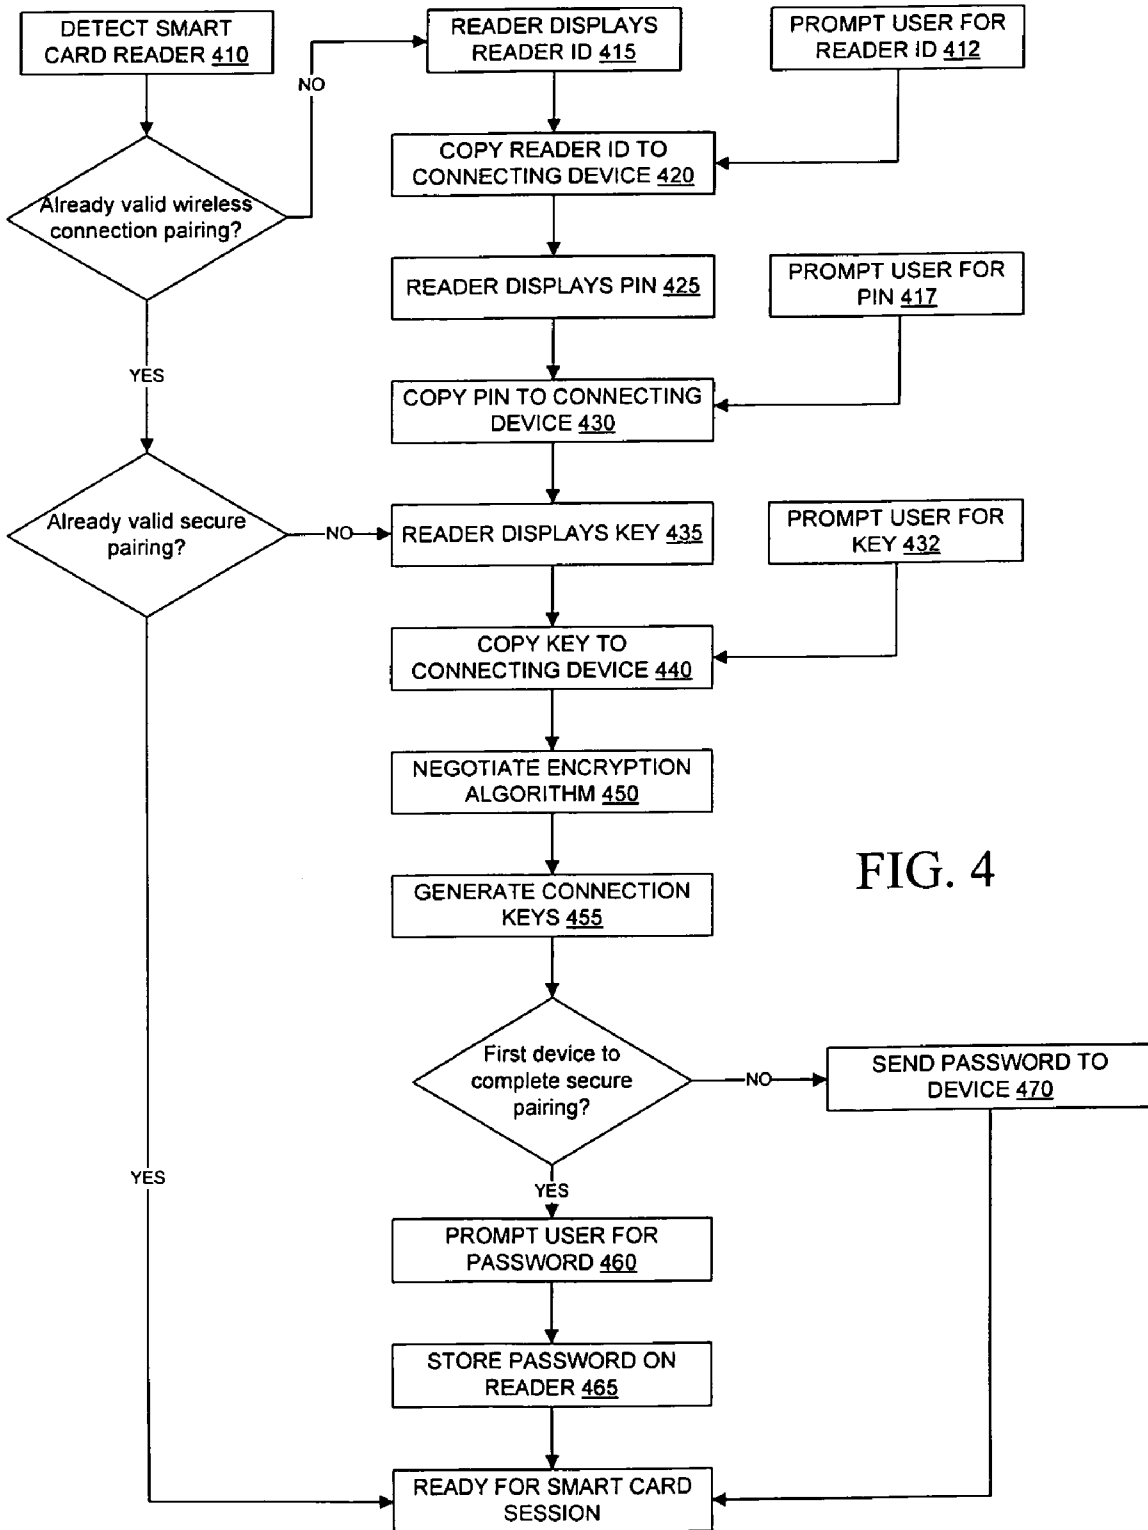 DETECT SMART
CARD READER 410
READER DISPLAYS
READER ID 415
PROMPT USER FOR
READER ID 412
NO
COPY READER ID TO
CONNECTING DEVICE 420
Already valid wireless
connection pairing?
READER DISPLAYS PIN 425
PROMPT USER FOR
PIN 417
YES
COPY PIN TO CONNECTING
DEVICE 430
Already valid secure
pairing?
NO
READER DISPLAYS KEY 435
PROMPT USER FOR
KEY 432
COPY KEY TO
CONNECTING DEVICE 440
NEGOTIATE ENCRYPTION
ALGORITHM 450
GENERATE CONNECTION
KEYS 455
FIG. 4
First device to
complete secure
pairing?
NO
SEND PASSWORD TO
DEVICE 470
YES
YES
PROMPT USER FOR
PASSWORD 460
STORE PASSWORD ON
READER 465
READY FOR SMART CARD
SESSION